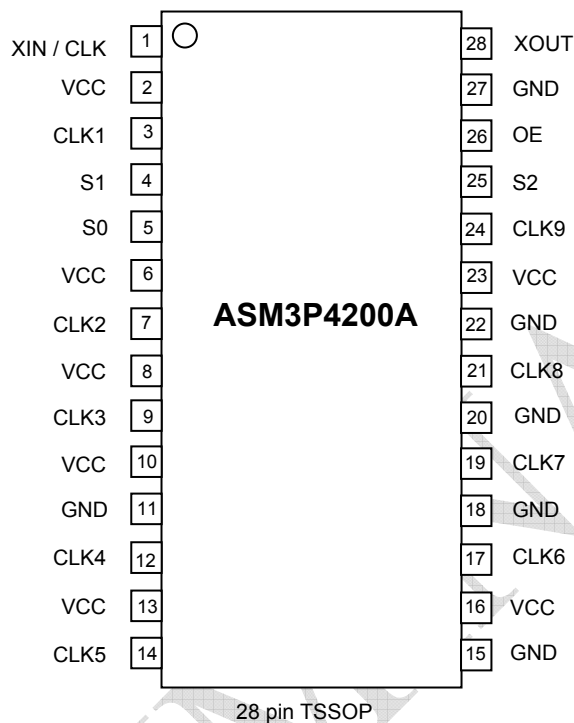 XIN / CLK 1 28 XOUT
VCC 2 27 GND
CLK1 3 26 OE
S1 4 25 S2
S0 5 24 CLK9
VCC 6 23 VCC
CLK2 7 ASM3P4200A 22 GND
VCC 8 21 CLK8
CLK3 9 20 GND
VCC 10 19 CLK7
GND 11 18 GND
CLK4 12 17 CLK6
VCC 13 16 VCC
CLK5 14 15 GND
28 pin TSSOP